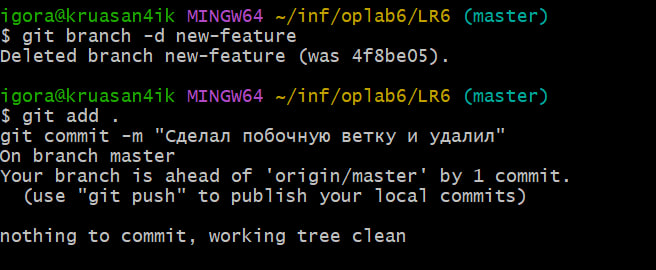 igora@kruasan4ik MINGW64 ~/inf/oplab6/LR6 (master)
$ git branch -d new-feature
Deleted branch new-feature (was 4f8be05).
igora@kruasan4ik MINGW64 ~/inf/oplab6/LR6 (master)
$ git add .
git commit -m "Сделал побочную ветку и удалил"
On branch master
Your branch is ahead of 'origin/master' by 1 commit.
  (use "git push" to publish your local commits)
nothing to commit, working tree clean